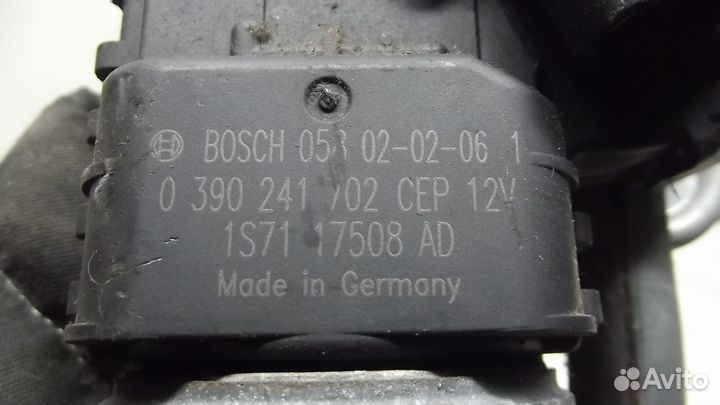 BOSCH 053 02-02-06 1
0 390 241 702 CEP 12V
1S71 17508 AD
Made in Germany
Avito